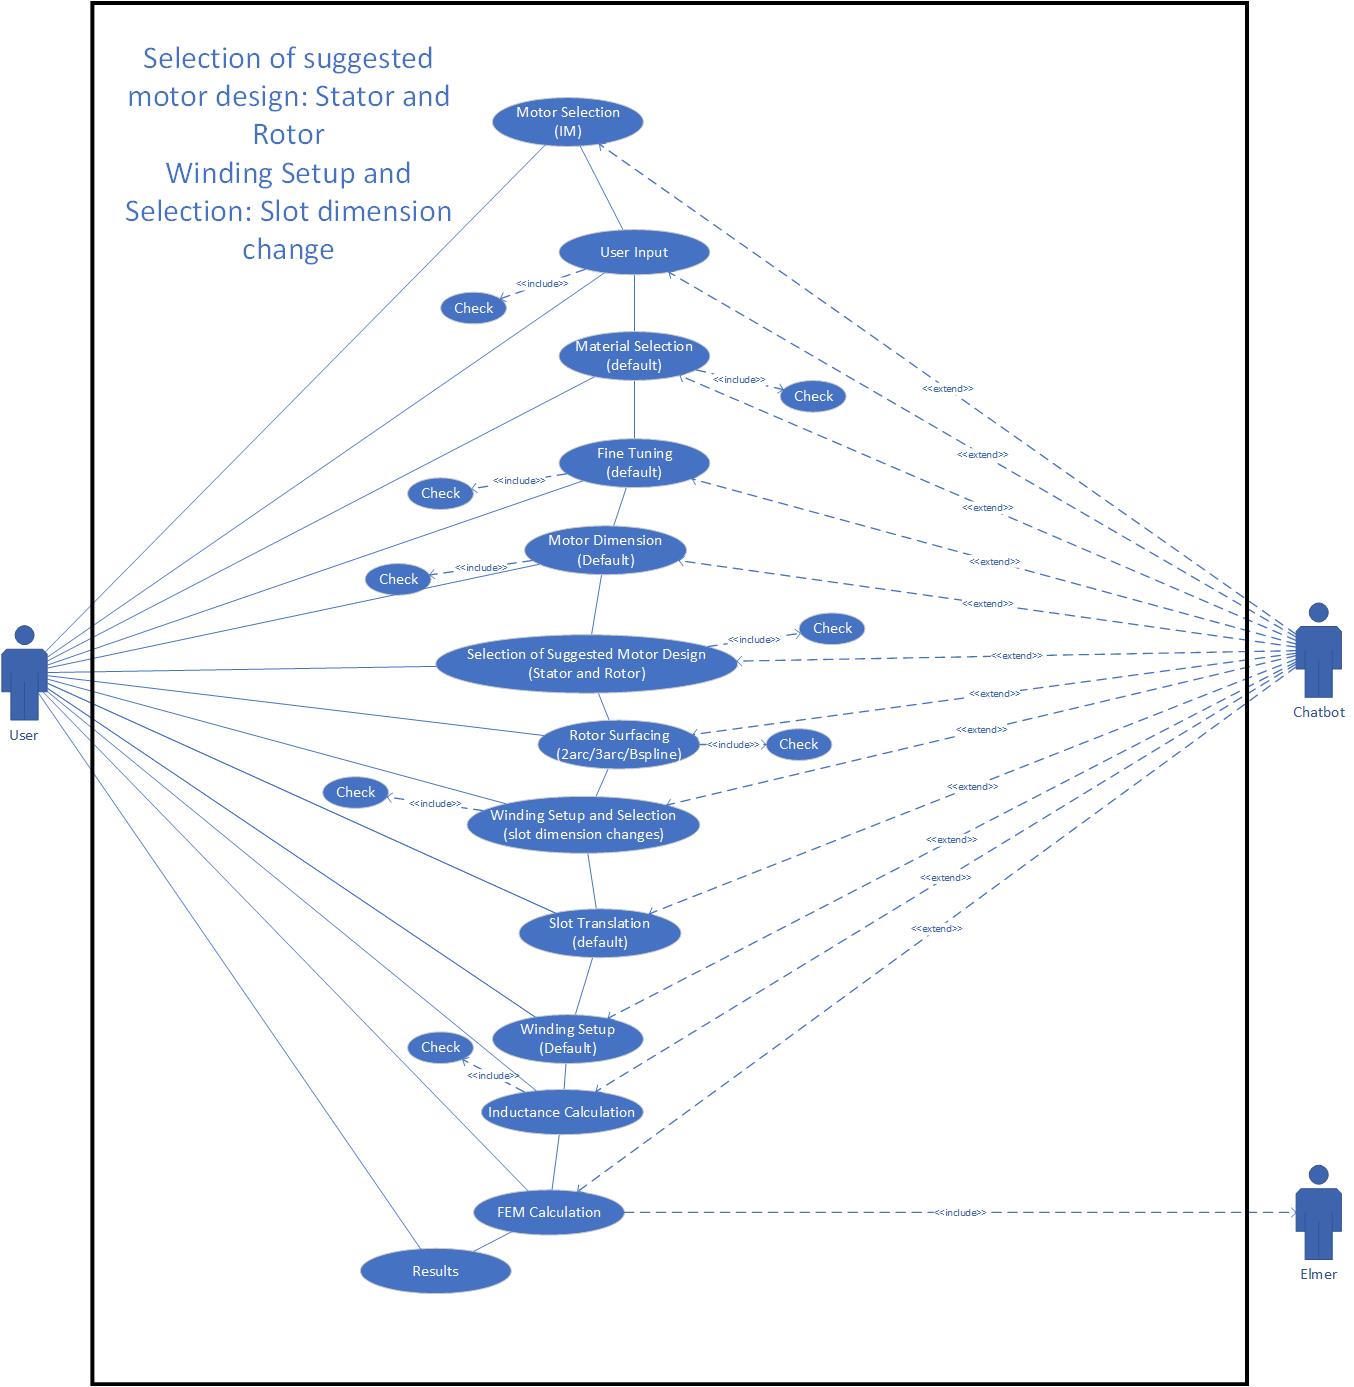 Selection of suggested
motor design: Stator and
Rotor
Winding Setup and
Selection: Slot dimension
change
Motor Selection
(IM)
User Input
<<include>>
Check
Material Selection
(default)
<<include>>
Check
<<extend>>
<<extend>>
Fine Tuning
(default)
<<include>>
Check
<<extend>>
Motor Dimension
(Default)
<<include>>
Check
<<extend>>
<<extend>>
Check
<<include>>
Selection of Suggested Motor Design
(Stator and Rotor)
<<extend>>
User
Chatbot
<<extend>>
Rotor Surfacing
(2arc/3arc/Bspline)
<<include>>
Check
<<extend>>
Check
<<include>>
Winding Setup and Selection
(slot dimension changes)
<<extend>>
<<extend>>
<<extend>>
Slot Translation
(default)
<<extend>>
Winding Setup
(Default)
Check
<<include>>
Inductance Calculation
FEM Calculation
<<include>>
Results
Elmer